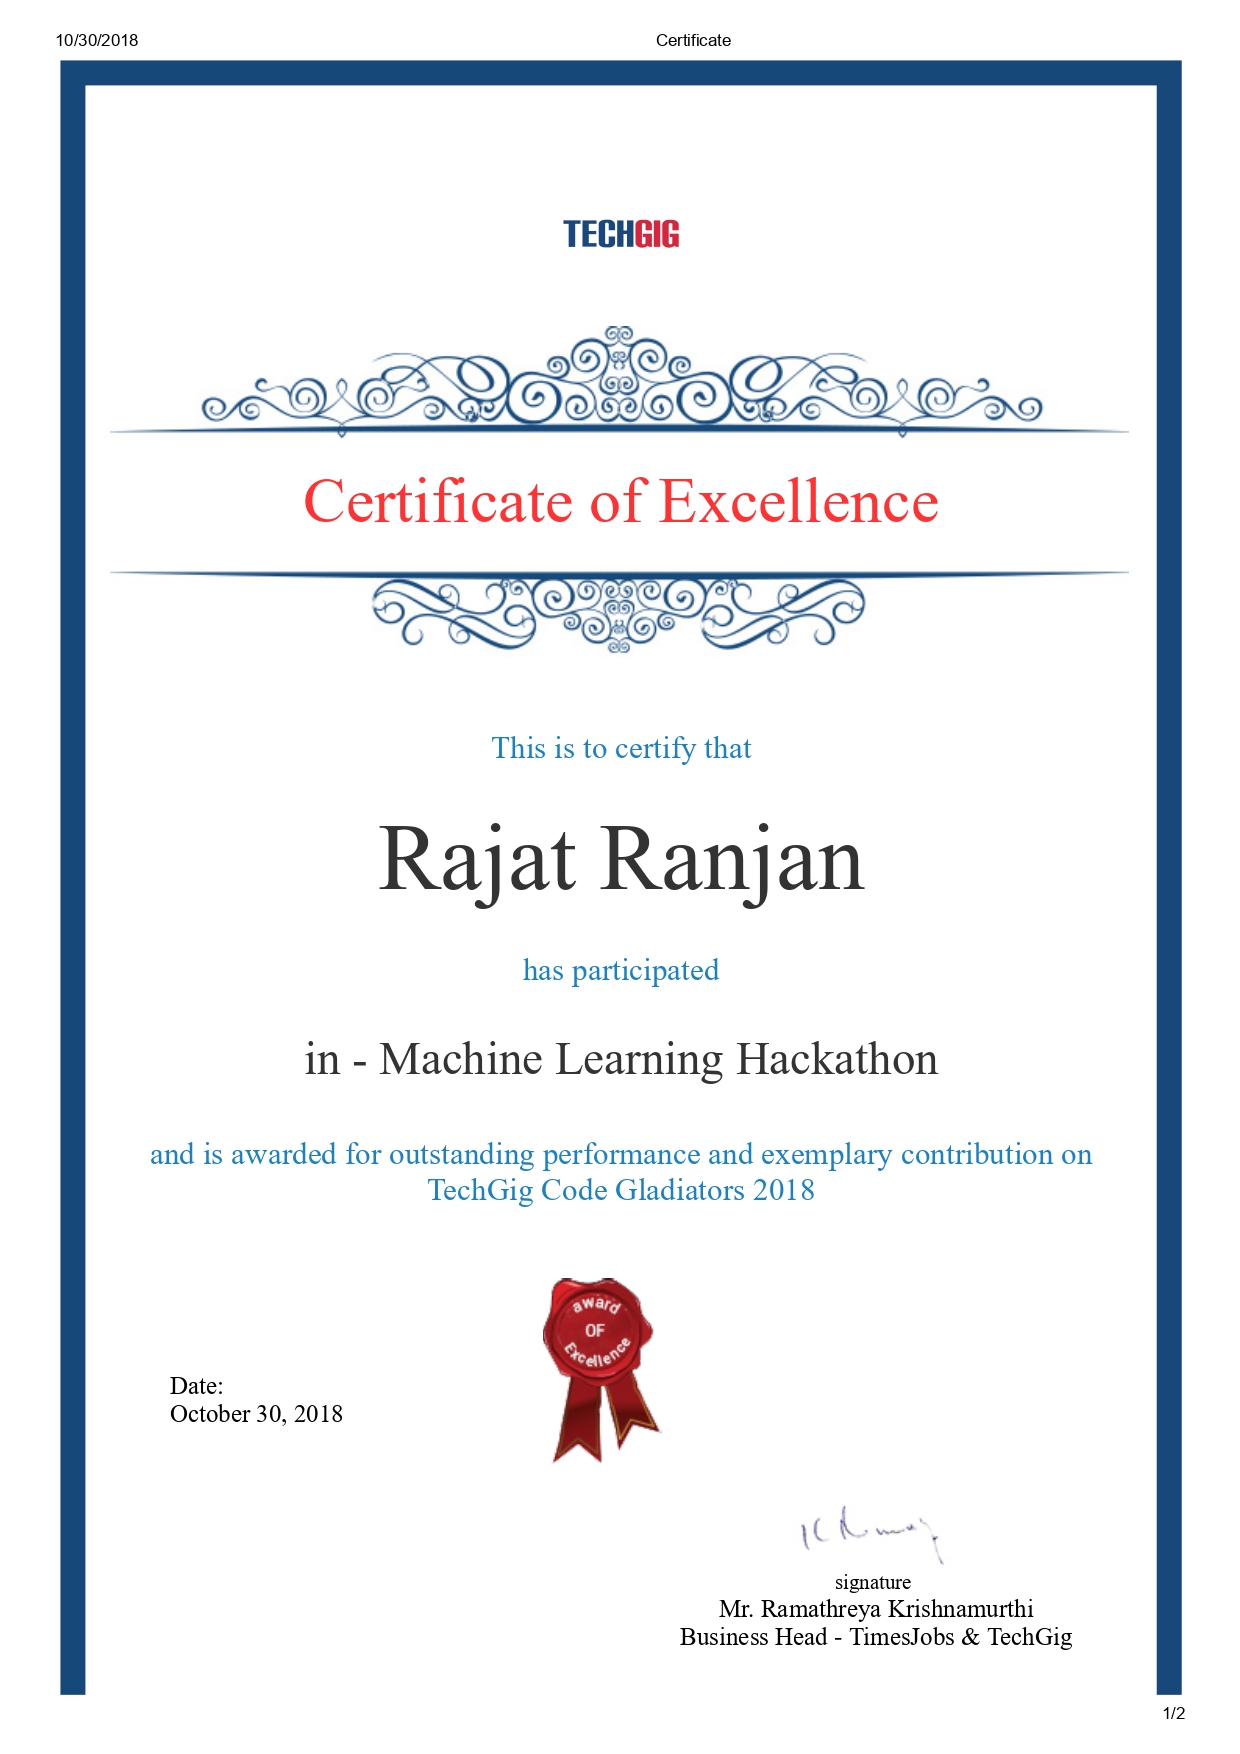 10/30/2018 Certificate
TECHGIG
Certificate of Excellence
This is to certify that
Rajat Ranjan
has participated
in - Machine Learning Hackathon
and is awarded for outstanding performance and exemplary contribution on
TechGig Code Gladiators 2018
award
OF
Excellence
Date:
October 30, 2018
signature
Mr. Ramathreya Krishnamurthi
Business Head - TimesJobs & TechGig
1/2